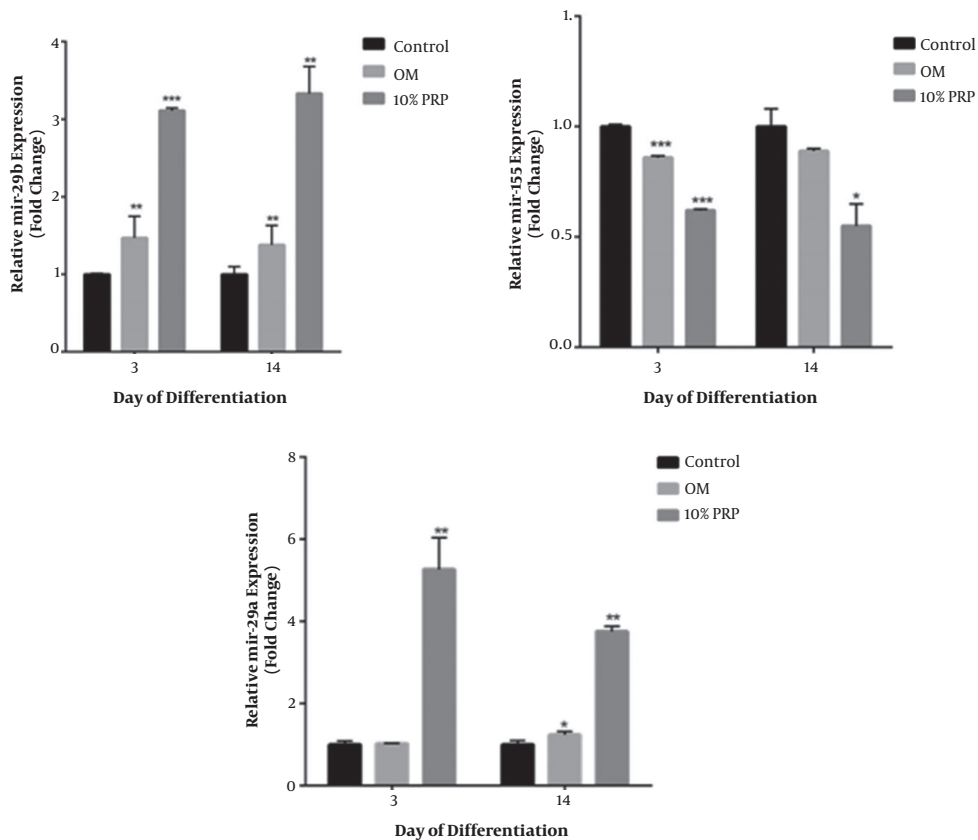 Relative mir-29b Expression
(Fold Change)
4
3
2
1
0
***
**
**
**
3
14
Day of Differentiation
Control
OM
10% PRP
Relative mir-155 Expression
(Fold Change)
1.
1.0
0.5
0.0
***
***
*
3
14
Day of Differentiation
Control
OM
10% PRP
Relative mir-29a Expression
(Fold Change)
8
6
4
2
0
**
*
**
3
14
Day of Differentiation
Control
OM
10% PRP